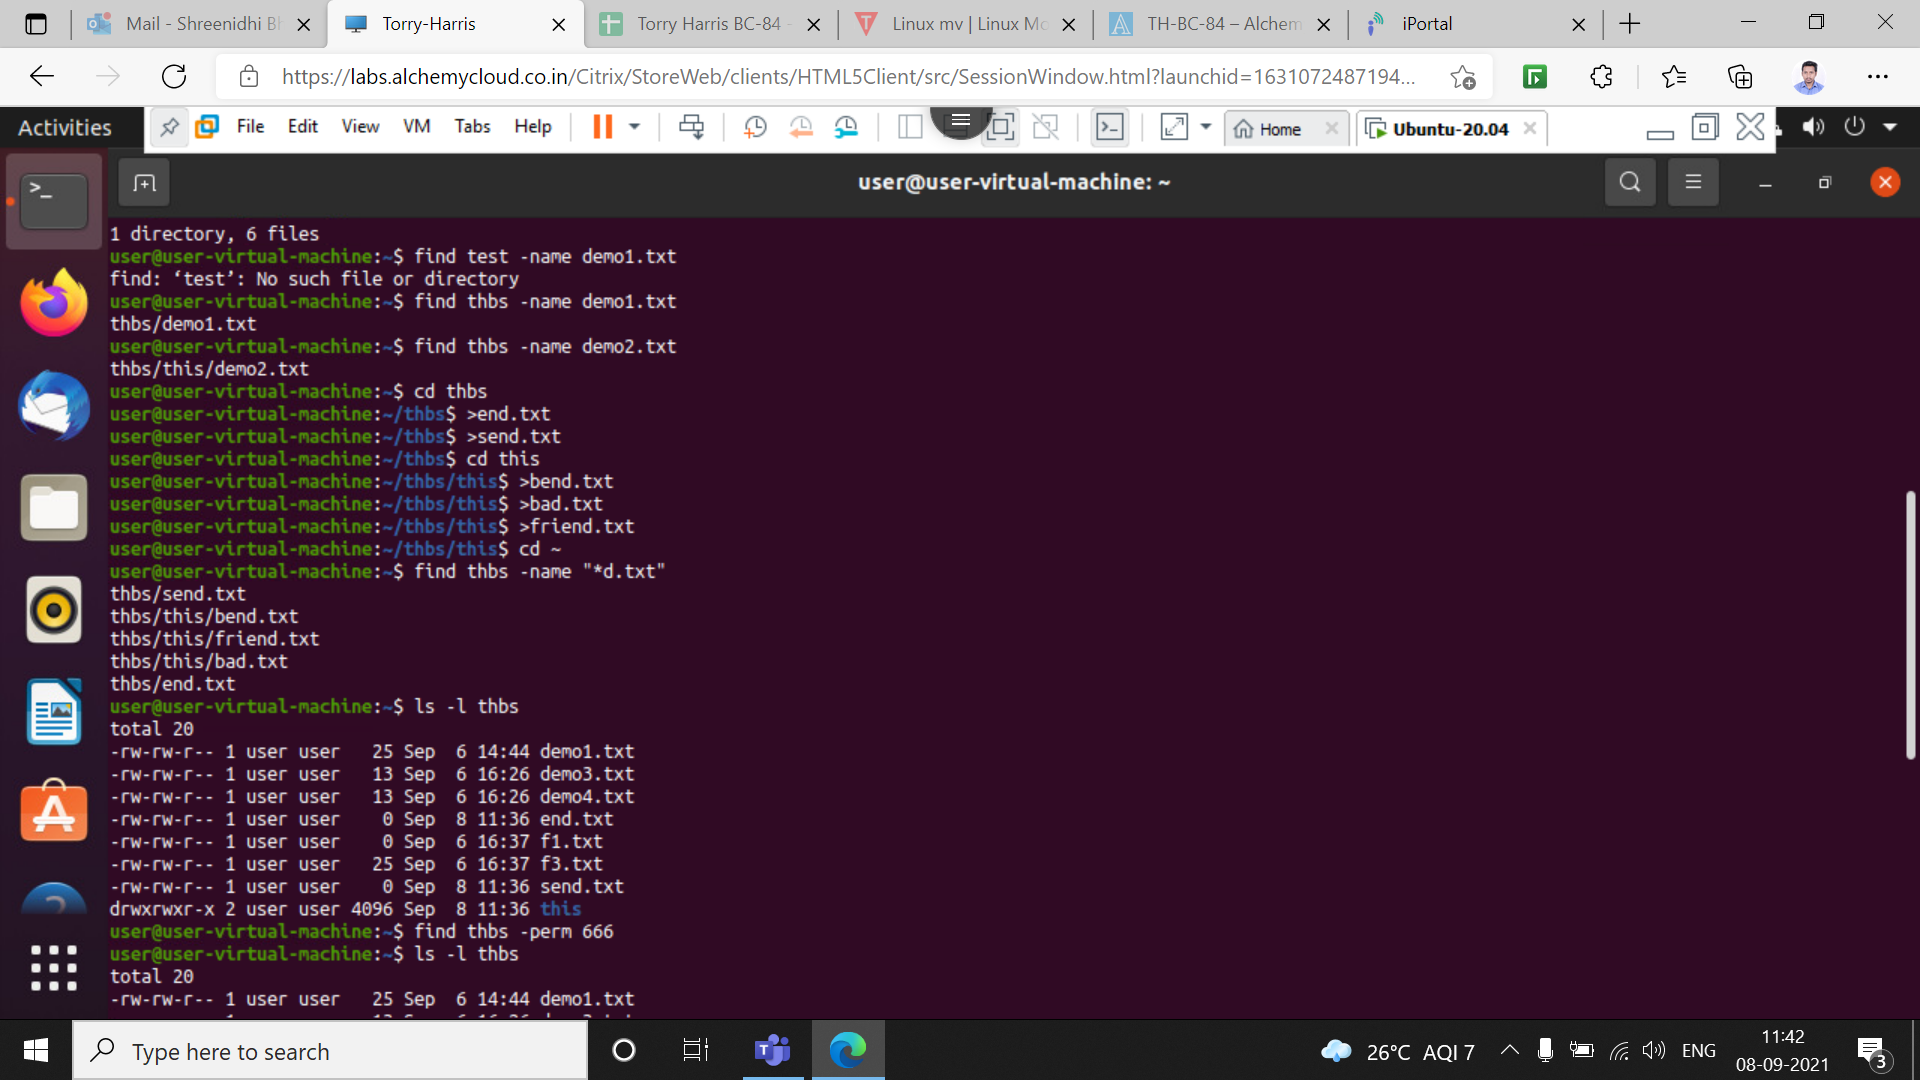 Mail - Shreenidhi Bh
Torry-Harris
Torry Harris BC-84 -
Linux mv | Linux Mo
TH-BC-84 – Alchem
iPortal
https://labs.alchemycloud.co.in/Citrix/StoreWeb/clients/HTML5Client/src/SessionWindow.html?launchid=1631072487194...
Activities
File Edit View VM Tabs Help
Home
Ubuntu-20.04
user@user-virtual-machine: ~
1 directory, 6 files
user@user-virtual-machine:~$ find test -name demo1.txt
find: ‘test’: No such file or directory
user@user-virtual-machine:~$ find thbs -name demo1.txt
thbs/demo1.txt
user@user-virtual-machine:~$ find thbs -name demo2.txt
thbs/this/demo2.txt
user@user-virtual-machine:~$ cd thbs
user@user-virtual-machine:~/thbs$ >end.txt
user@user-virtual-machine:~/thbs$ >send.txt
user@user-virtual-machine:~/thbs$ cd this
user@user-virtual-machine:~/thbs/this$ >bend.txt
user@user-virtual-machine:~/thbs/this$ >bad.txt
user@user-virtual-machine:~/thbs/this$ >friend.txt
user@user-virtual-machine:~/thbs/this$ cd ~
user@user-virtual-machine:~$ find thbs -name "*d.txt"
thbs/send.txt
thbs/this/bend.txt
thbs/this/friend.txt
thbs/this/bad.txt
thbs/end.txt
user@user-virtual-machine:~$ ls -l thbs
total 20
-rw-rw-r-- 1 user user   25 Sep  6 14:44 demo1.txt
-rw-rw-r-- 1 user user   13 Sep  6 16:26 demo3.txt
-rw-rw-r-- 1 user user   13 Sep  6 16:26 demo4.txt
-rw-rw-r-- 1 user user    0 Sep  8 11:36 end.txt
-rw-rw-r-- 1 user user    0 Sep  6 16:37 f1.txt
-rw-rw-r-- 1 user user   25 Sep  6 16:37 f3.txt
-rw-rw-r-- 1 user user    0 Sep  8 11:36 send.txt
drwxrwxr-x 2 user user 4096 Sep  8 11:36 this
user@user-virtual-machine:~$ find thbs -perm 666
user@user-virtual-machine:~$ ls -l thbs
total 20
-rw-rw-r-- 1 user user   25 Sep  6 14:44 demo1.txt
Type here to search
26°C AQI 7
ENG
11:42
08-09-2021
3